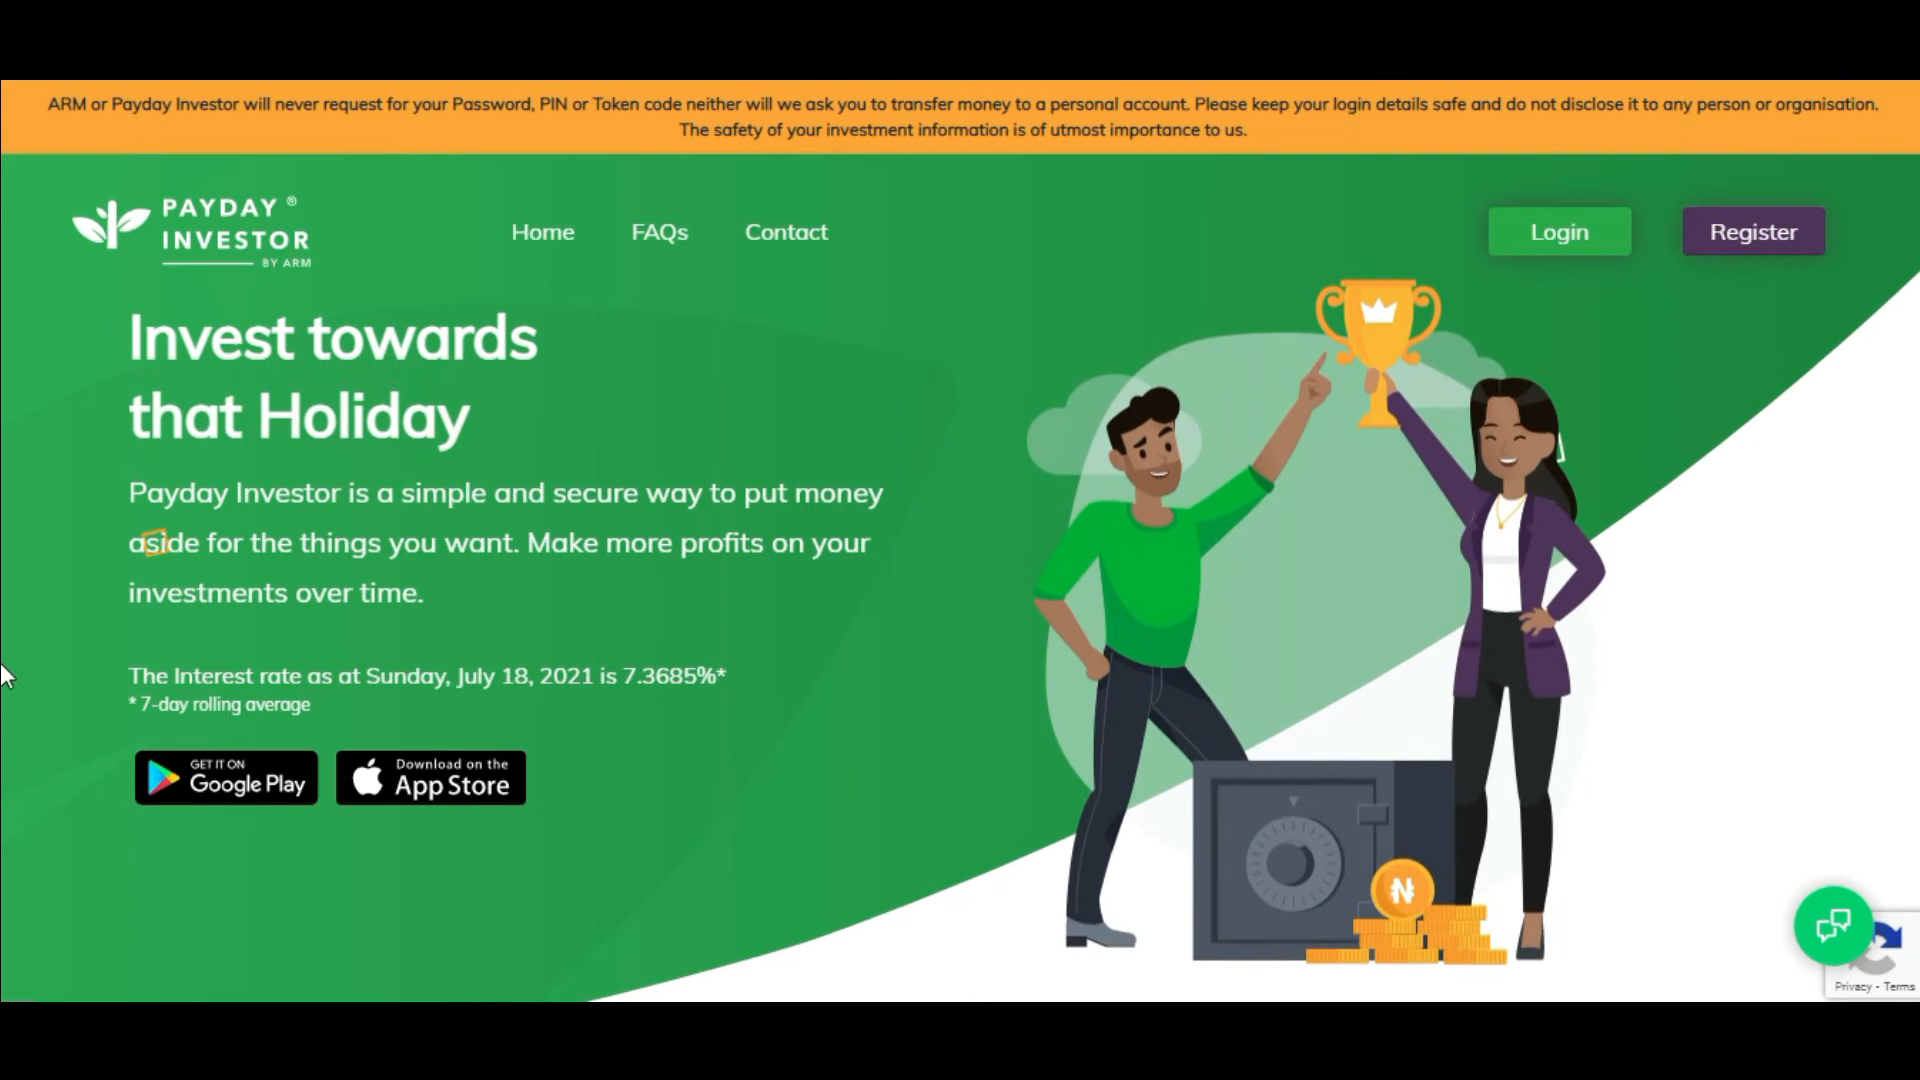 ARM or Payday Investor will never request for your Password, PIN or Token code neither will we ask you to transfer money to a personal account. Please keep your login details safe and do not disclose it to any person or organisation.
The safety of your investment information is of utmost importance to us.
PAYDAY ®
INVESTOR
BY ARM
Home FAQs Contact
Login Register
Invest towards
that Holiday
Payday Investor is a simple and secure way to put money
aside for the things you want. Make more profits on your
investments over time.
The Interest rate as at Sunday, July 18, 2021 is 7.3685%*
* 7-day rolling average
GET IT ON
Google Play
Download on the
App Store
₦
Privacy - Terms